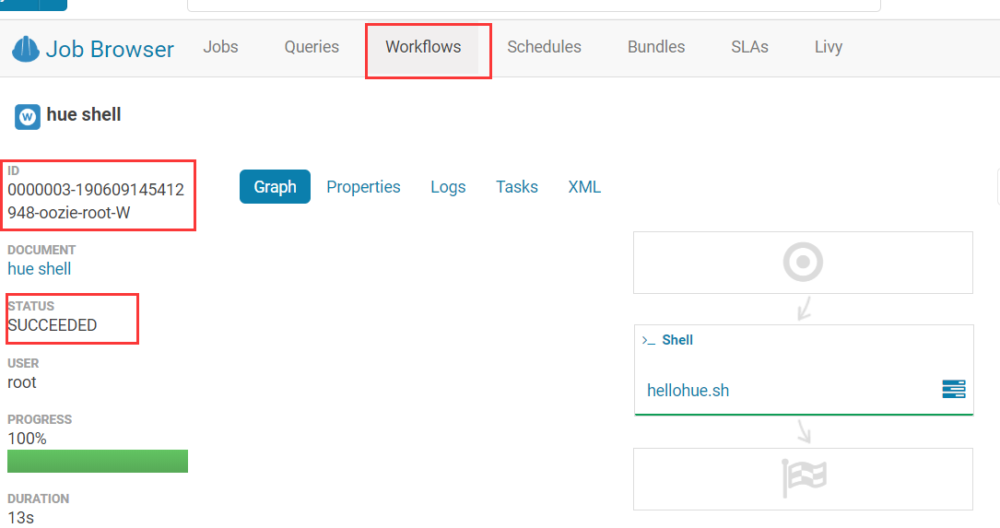 Job Browser Jobs Queries Workflows Schedules Bundles SLAs Livy
W hue shell
ID
0000003-190609145412
948-oozie-root-W
Graph Properties Logs Tasks XML
DOCUMENT
hue shell
STATUS
SUCCEEDED
USER
root
PROGRESS
100%
DURATION
13s
>_ Shell
hellohue.sh